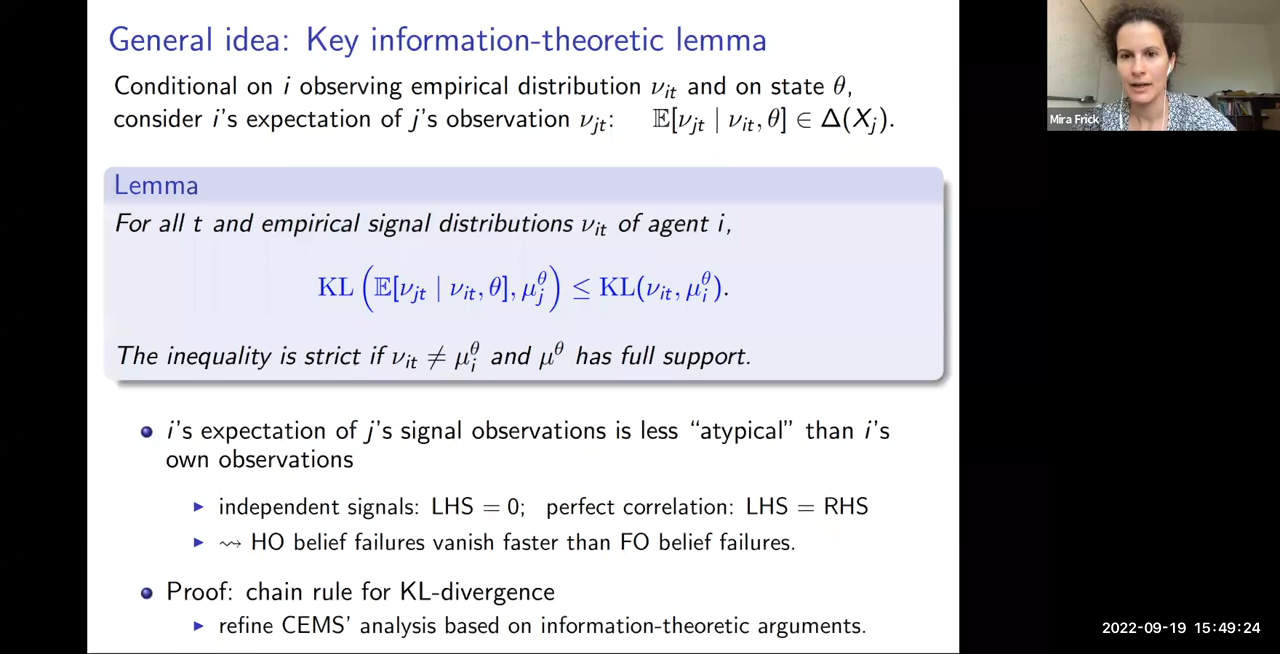 General idea: Key information-theoretic lemma
Conditional on i observing empirical distribution νᵢₜ and on state θ,
consider i's expectation of j's observation νⱼₜ: 𝔼[νⱼₜ | νᵢₜ, θ] ∈ Δ(Xⱼ).
Lemma
For all t and empirical signal distributions νᵢₜ of agent i,
KL(𝔼[νⱼₜ | νᵢₜ, θ], μⱼ^θ) ≤ KL(νᵢₜ, μᵢ^θ).
The inequality is strict if νᵢₜ ≠ μᵢ^θ and μ^θ has full support.
i's expectation of j's signal observations is less “atypical” than i's
own observations
independent signals: LHS = 0; perfect correlation: LHS = RHS
⇝ HO belief failures vanish faster than FO belief failures.
Proof: chain rule for KL-divergence
refine CEMS' analysis based on information-theoretic arguments.
Mira Frick
2022-09-19 15:49:24